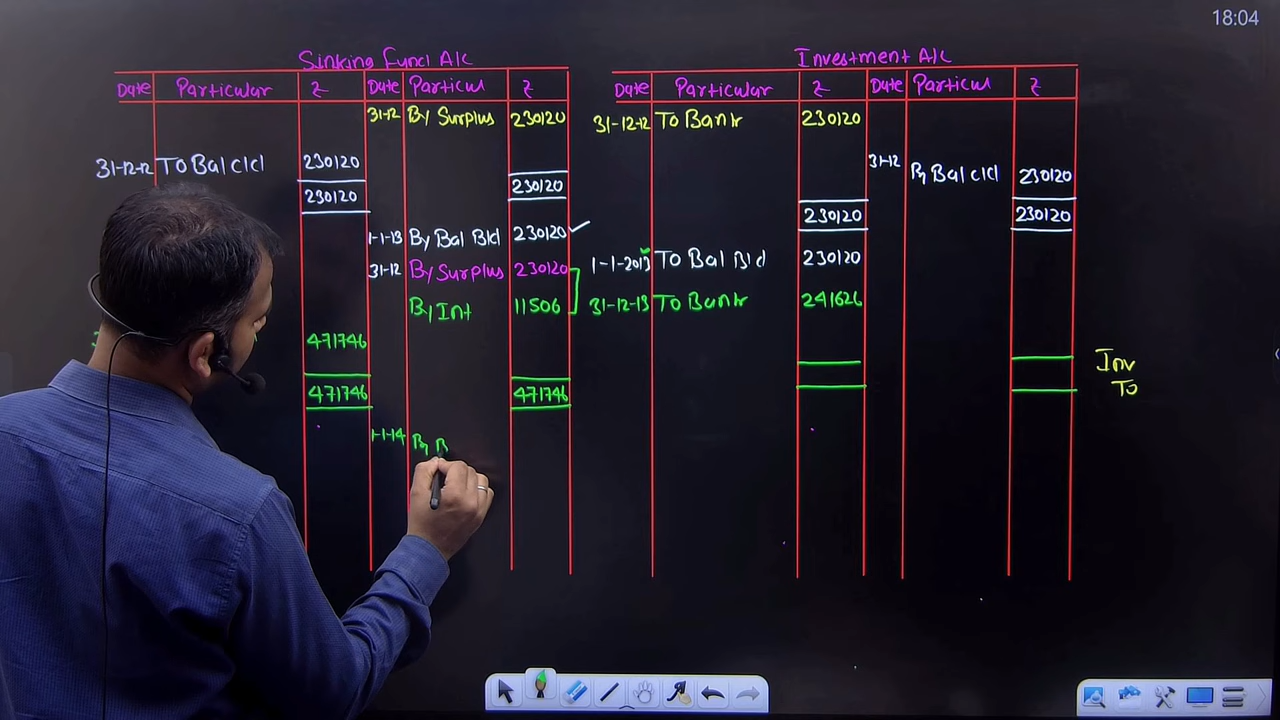 18:04
Sinking Fund A/c
Date Particular ₹ Date Particul ₹
31-12 By Surplus 230120
31-12-12 To Bal c/d 230120
230120 230120
1-1-13 By Bal B/d 230120
31-12 By Surplus 230120
By Int 11506
471746
471746 471746
1-1-14 By B
Investment A/c
Date Particular ₹ Date Particul ₹
31-12-12 To Bank 230120
31-12 By Bal c/d 230120
230120 230120
1-1-2013 To Bal B/d 230120
31-12-13 To Bank 241626
Inv
To